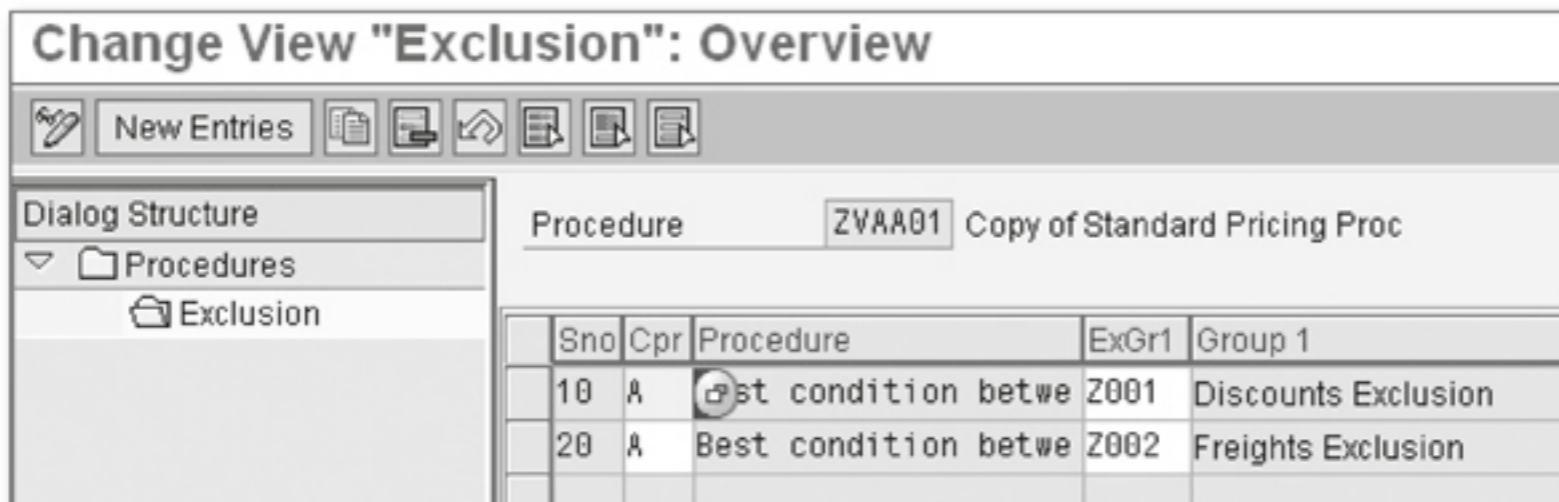 Change View "Exclusion": Overview
New Entries
Dialog Structure
Procedures
Exclusion
Procedure ZVAA01 Copy of Standard Pricing Proc
Sno Cpr Procedure ExGr1 Group 1
10 A st condition betwe Z001 Discounts Exclusion
20 A Best condition betwe Z002 Freights Exclusion